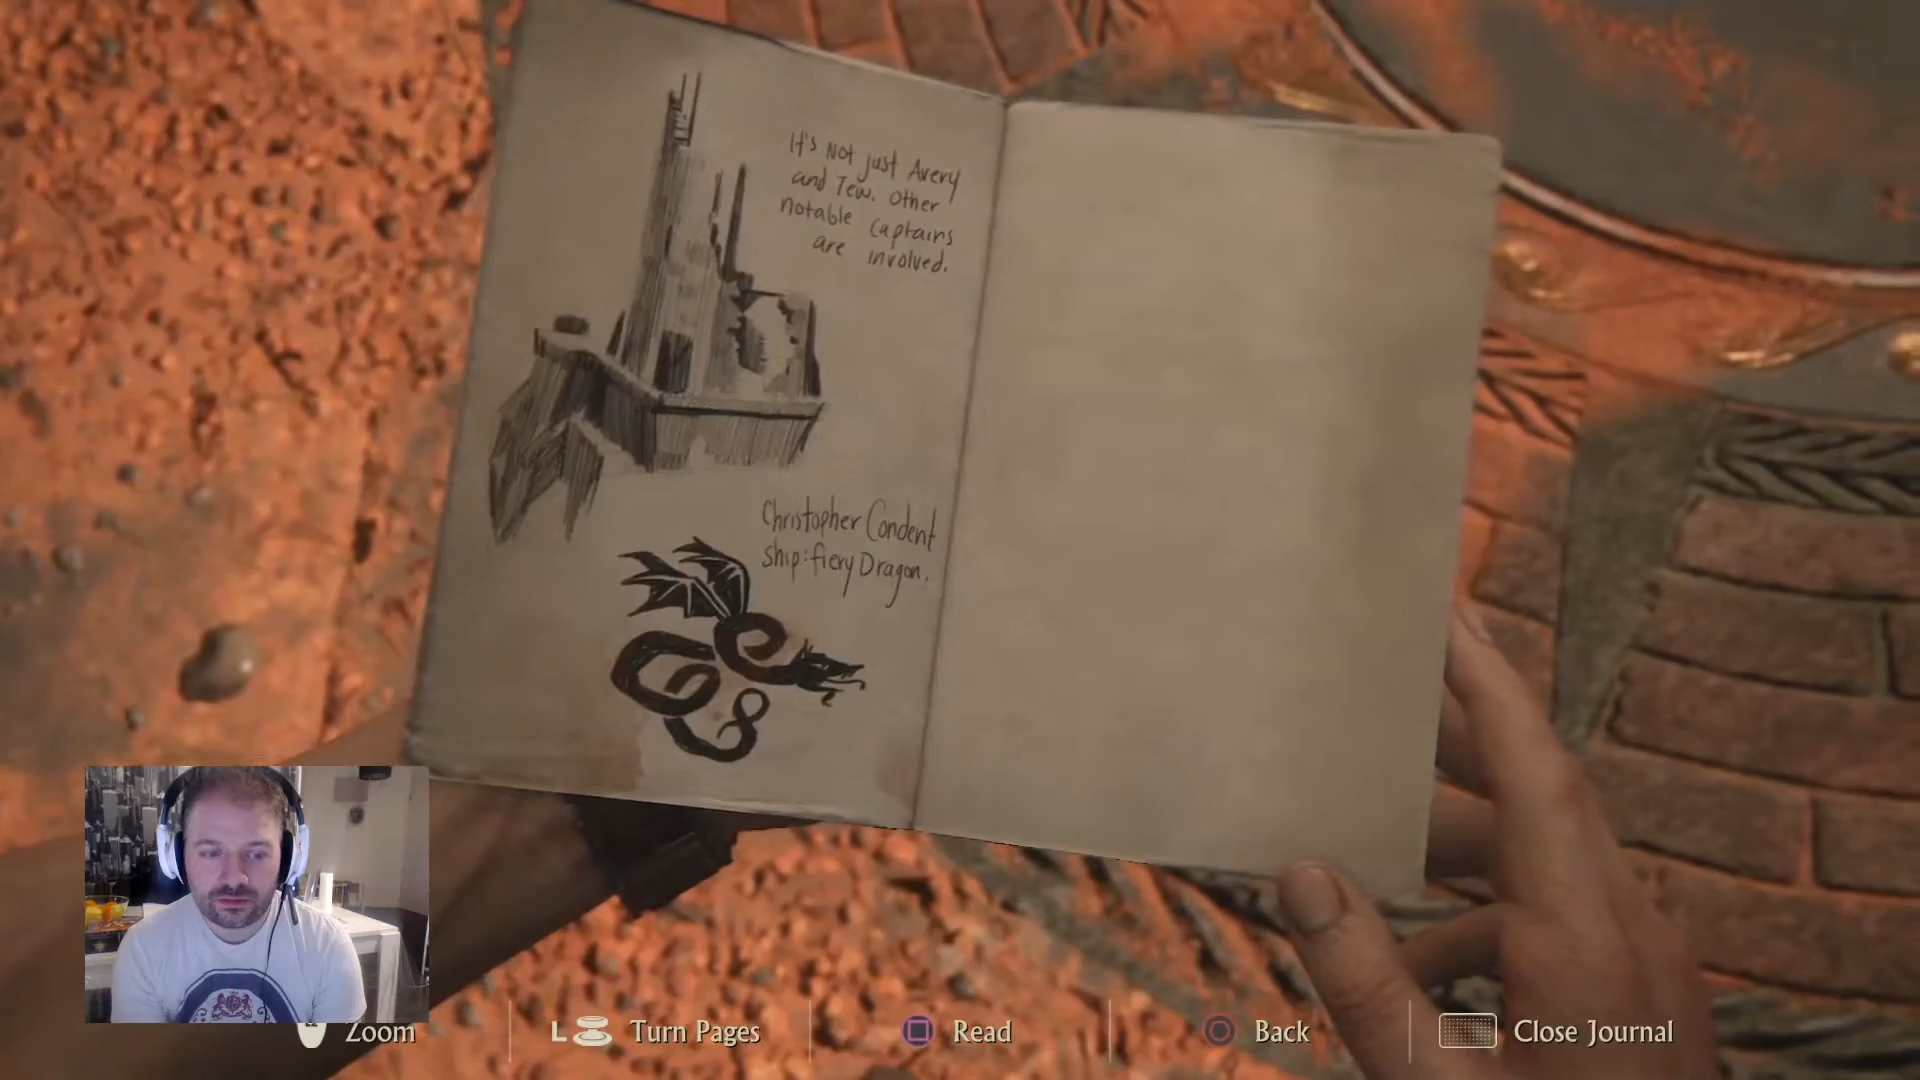 It's Not just Avery
and Tew. Other
notable Captains
are involved.
Christopher Condent
ship: fiery Dragon.
Zoom
L Turn Pages
Read
Back
Close Journal